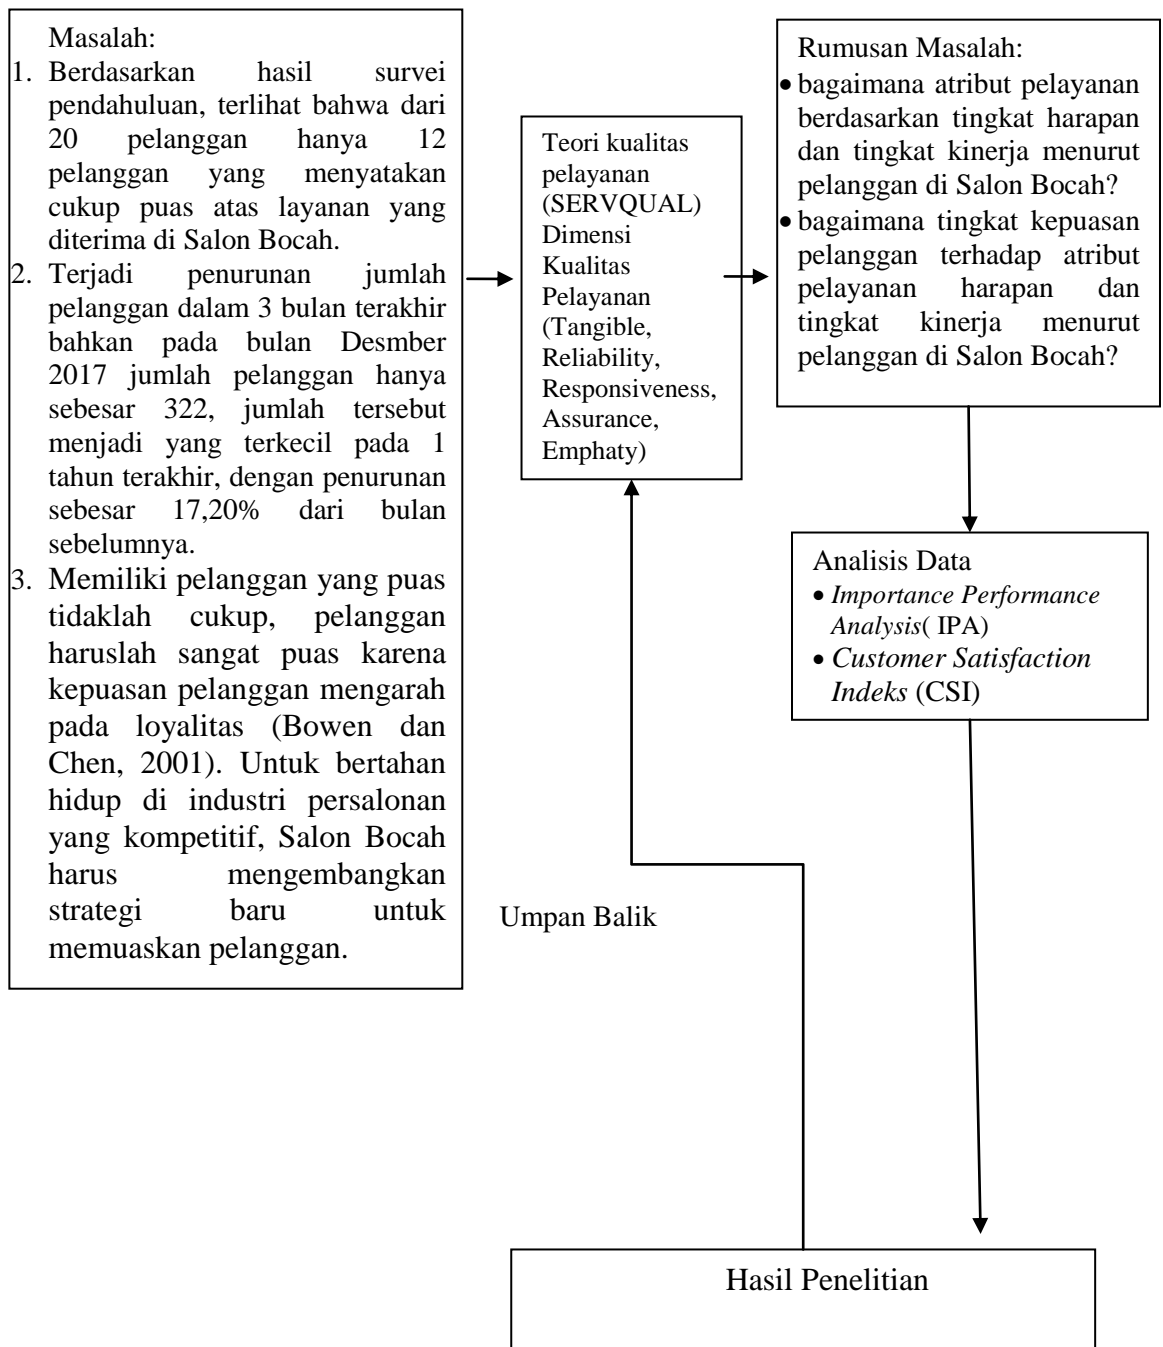 Masalah:
1. Berdasarkan hasil survei
pendahuluan, terlihat bahwa dari
20 pelanggan hanya 12
pelanggan yang menyatakan
cukup puas atas layanan yang
diterima di Salon Bocah.
2. Terjadi penurunan jumlah
pelanggan dalam 3 bulan terakhir
bahkan pada bulan Desmber
2017 jumlah pelanggan hanya
sebesar 322, jumlah tersebut
menjadi yang terkecil pada 1
tahun terakhir, dengan penurunan
sebesar 17,20% dari bulan
sebelumnya.
3. Memiliki pelanggan yang puas
tidaklah cukup, pelanggan
haruslah sangat puas karena
kepuasan pelanggan mengarah
pada loyalitas (Bowen dan
Chen, 2001). Untuk bertahan
hidup di industri persalonan
yang kompetitif, Salon Bocah
harus mengembangkan
strategi baru untuk
memuaskan pelanggan.
Teori kualitas
pelayanan
(SERVQUAL)
Dimensi
Kualitas
Pelayanan
(Tangible,
Reliability,
Responsiveness,
Assurance,
Emphaty)
Rumusan Masalah:
• bagaimana atribut pelayanan
berdasarkan tingkat harapan
dan tingkat kinerja menurut
pelanggan di Salon Bocah?
• bagaimana tingkat kepuasan
pelanggan terhadap atribut
pelayanan harapan dan
tingkat kinerja menurut
pelanggan di Salon Bocah?
Analisis Data
• Importance Performance
Analysis( IPA)
• Customer Satisfaction
Indeks (CSI)
Umpan Balik
Hasil Penelitian